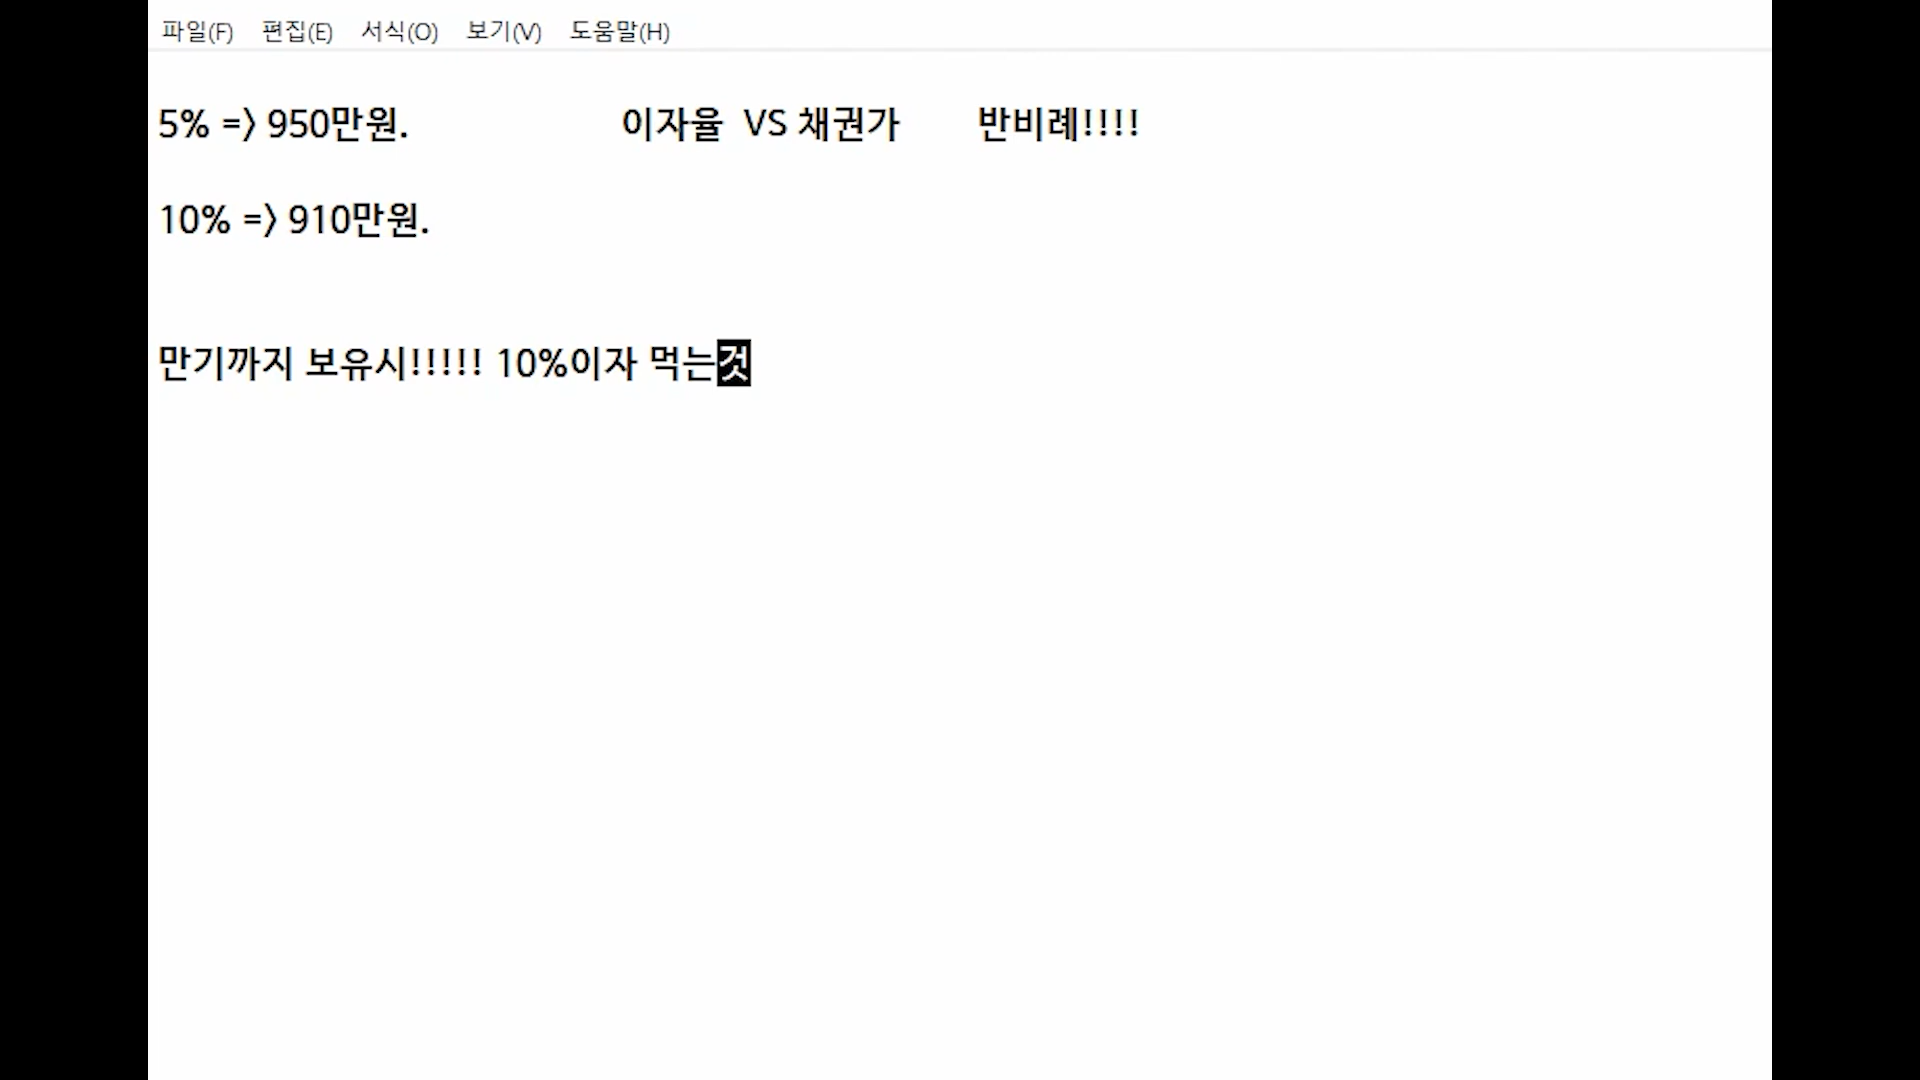 파일(F) 편집(E) 서식(O) 보기(V) 도움말(H)
5% => 950만원. 이자율 VS 채권가 반비례!!!!
10% => 910만원.
만기까지 보유시!!!!! 10%이자 먹는것